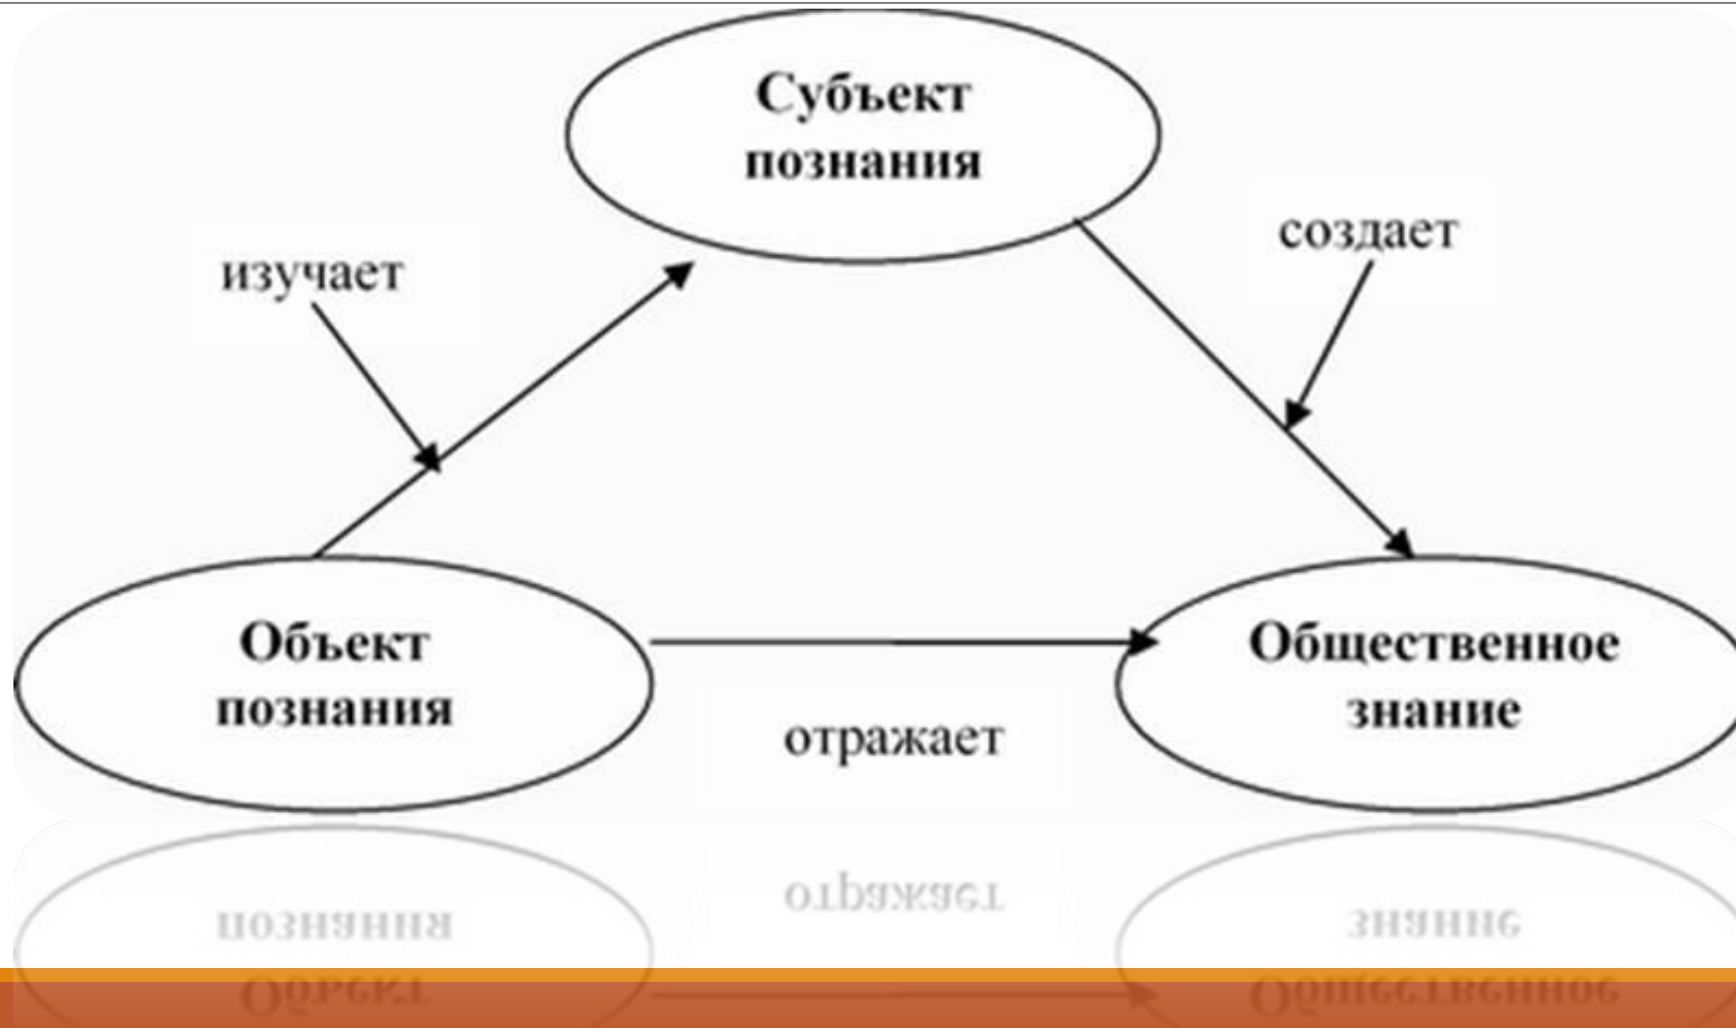 Субъект
познания
изучает
создает
Объект
познания
отражает
Общественное
знание